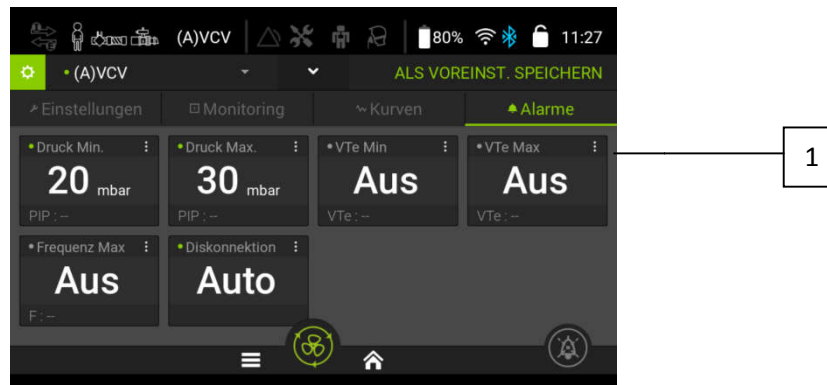 (A)VCV 80% 11:27
(A)VCV ALS VOREINST. SPEICHERN
Einstellungen Monitoring Kurven Alarme
Druck Min. Druck Max. VTe Min VTe Max
20 mbar 30 mbar Aus Aus
PIP : -- PIP : -- VTe : -- VTe : --
Frequenz Max Diskonnektion
Aus Auto
F : --
1